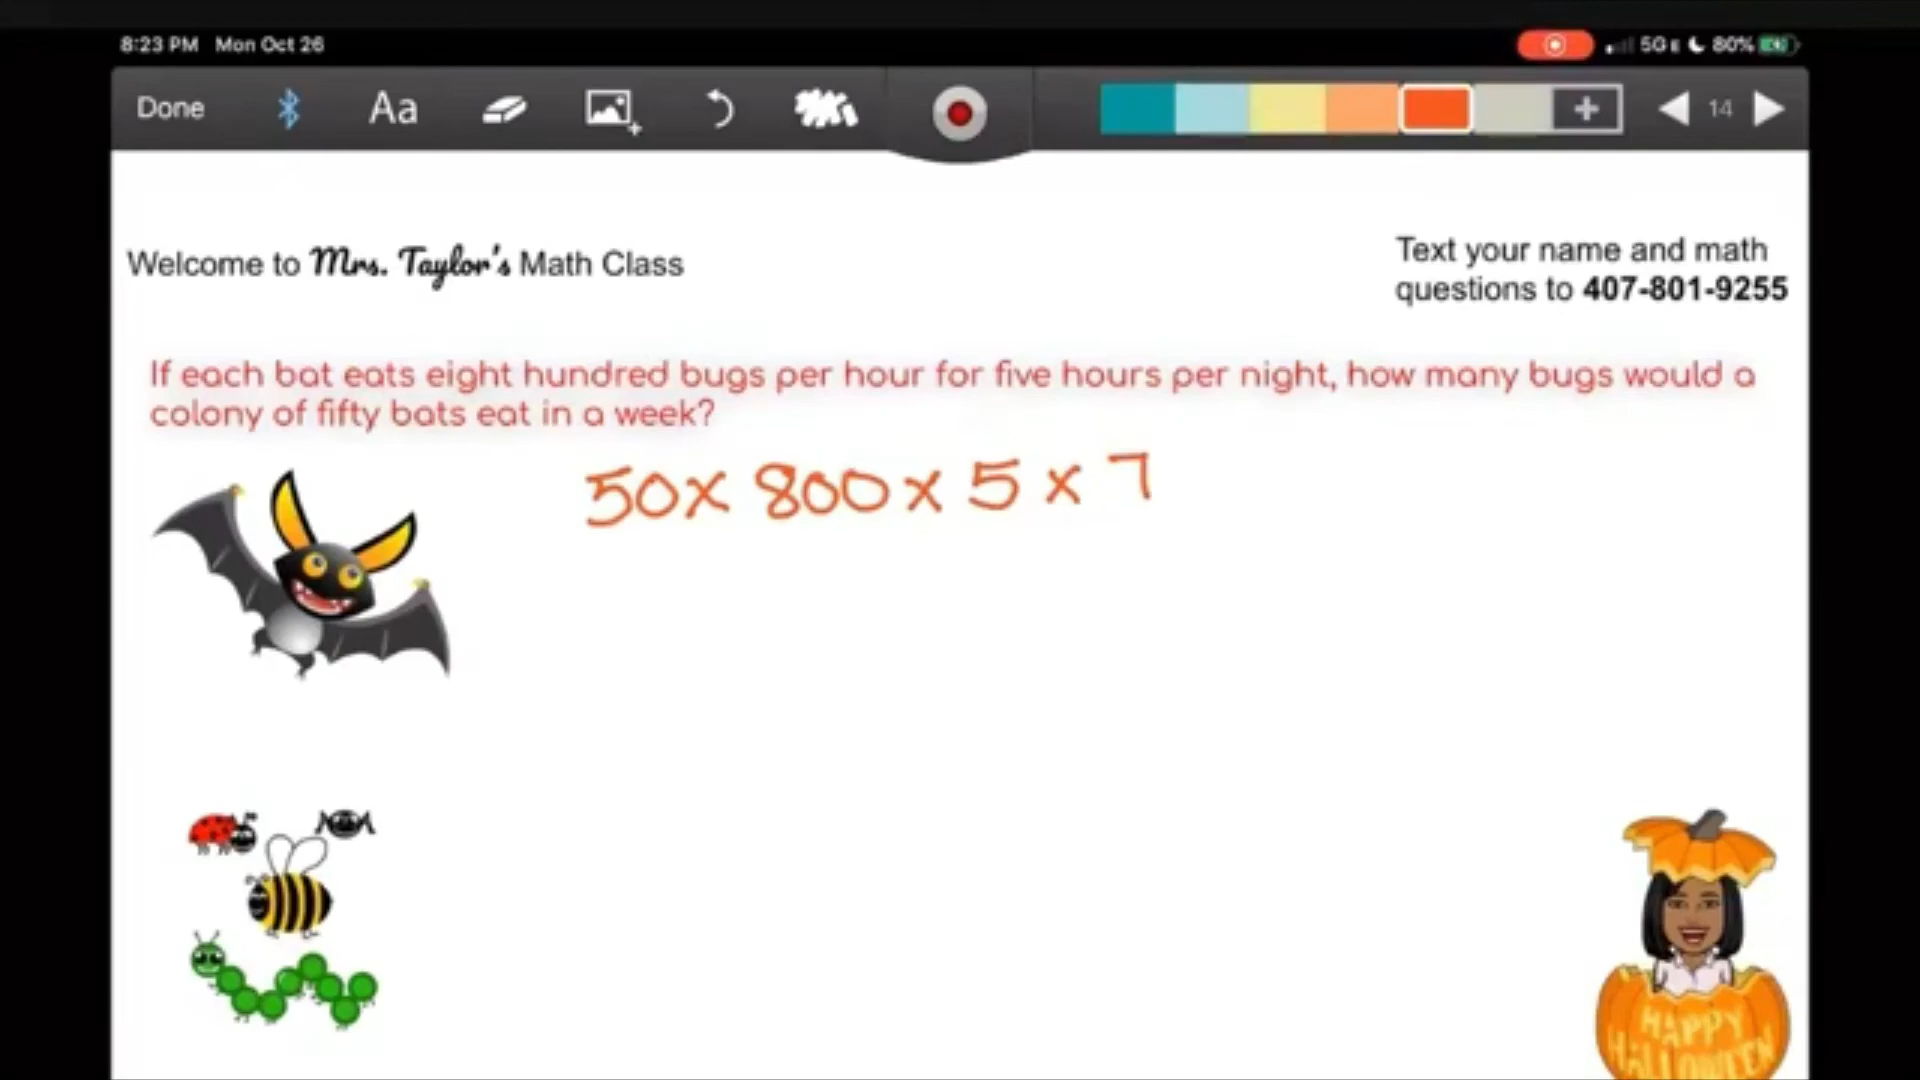 8:23 PM Mon Oct 26
5G E 80%
Done
Aa
14
Welcome to Mrs. Taylor's Math Class
Text your name and math
questions to 407-801-9255
If each bat eats eight hundred bugs per hour for five hours per night, how many bugs would a
colony of fifty bats eat in a week?
50x 800 x 5 x 7
HAPPY
HALLOWEEN